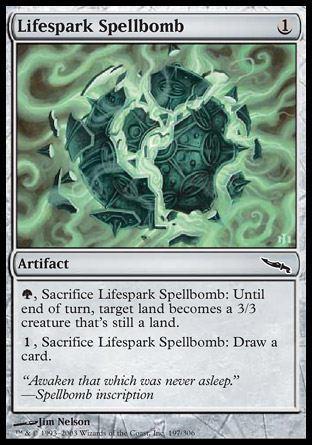 Lifespark Spellbomb 1
Artifact
, Sacrifice Lifespark Spellbomb: Until
end of turn, target land becomes a 3/3
creature that's still a land.
1, Sacrifice Lifespark Spellbomb: Draw a
card.
"Awaken that which was never asleep."
—Spellbomb inscription
Jim Nelson
™ & © 1993–2003 Wizards of the Coast, Inc. 197/306